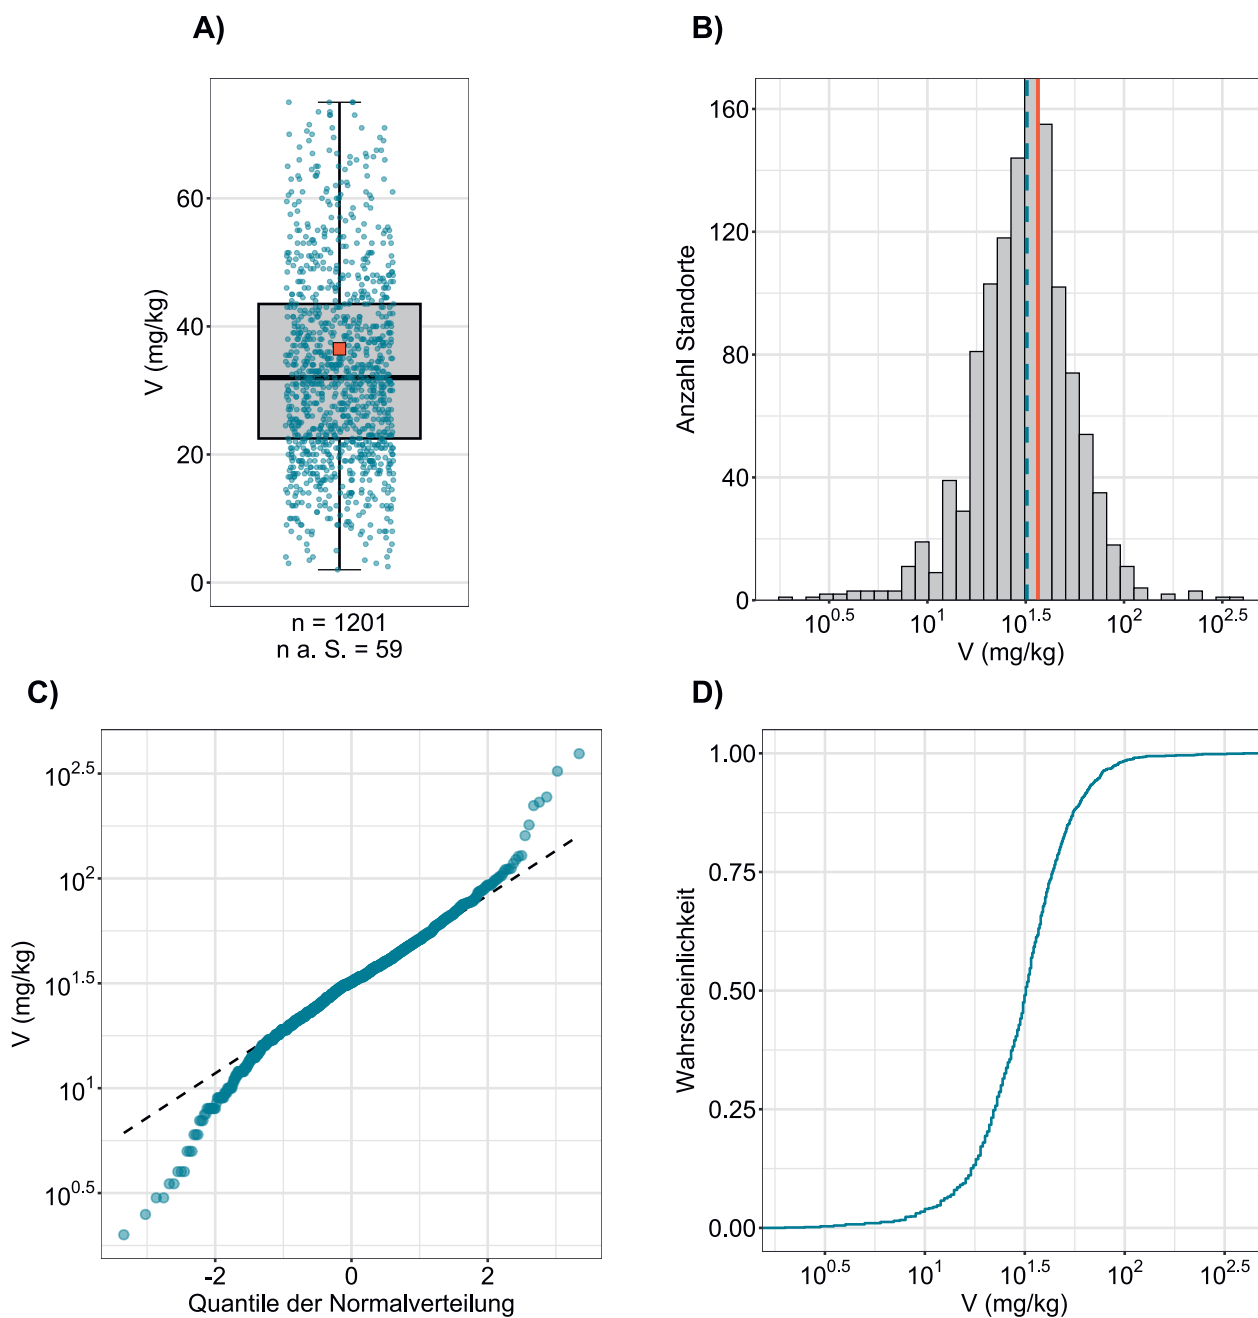 A)
V (mg/kg)
60
40
20
0
n = 1201
n a. S. = 59
B)
Anzahl Standorte
160
120
80
40
0
10^0.5 10^1 10^1.5 10^2 10^2.5
V (mg/kg)
C)
V (mg/kg)
10^2.5
10^2
10^1.5
10^1
10^0.5
-2 0 2
Quantile der Normalverteilung
D)
Wahrscheinlichkeit
1.00
0.75
0.50
0.25
0.00
10^0.5 10^1 10^1.5 10^2 10^2.5
V (mg/kg)